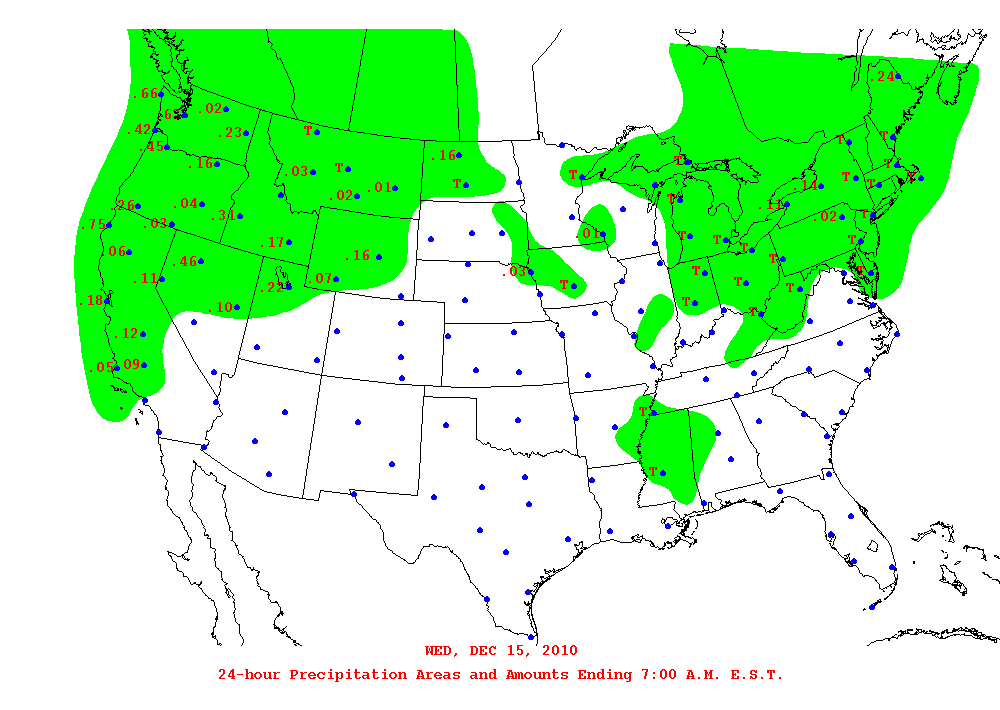 .24
.66
.02
.42
.23
T
.45
T
.16
.16
T
T
.03
T
T
T
T
T
.02
.01
T
.14
T
.26
.04
.11
.31
.02
T
.75
.03
T
T
.01
T
.17
T
.06
.16
T
.46
.03
T
T
T
.11
.07
T
.22
T
T
.18
.10
T
T
.12
.05
.09
T
T
WED, DEC 15, 2010
24-hour Precipitation Areas and Amounts Ending 7:00 A.M. E.S.T.